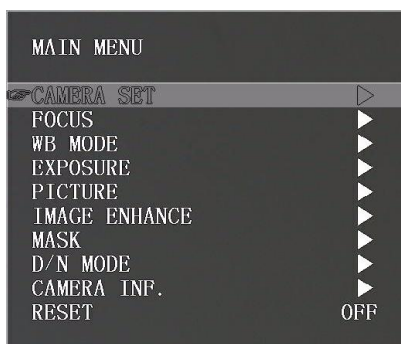 MAIN MENU
CAMERA SET
FOCUS
WB MODE
EXPOSURE
PICTURE
IMAGE ENHANCE
MASK
D/N MODE
CAMERA INF.
RESET OFF